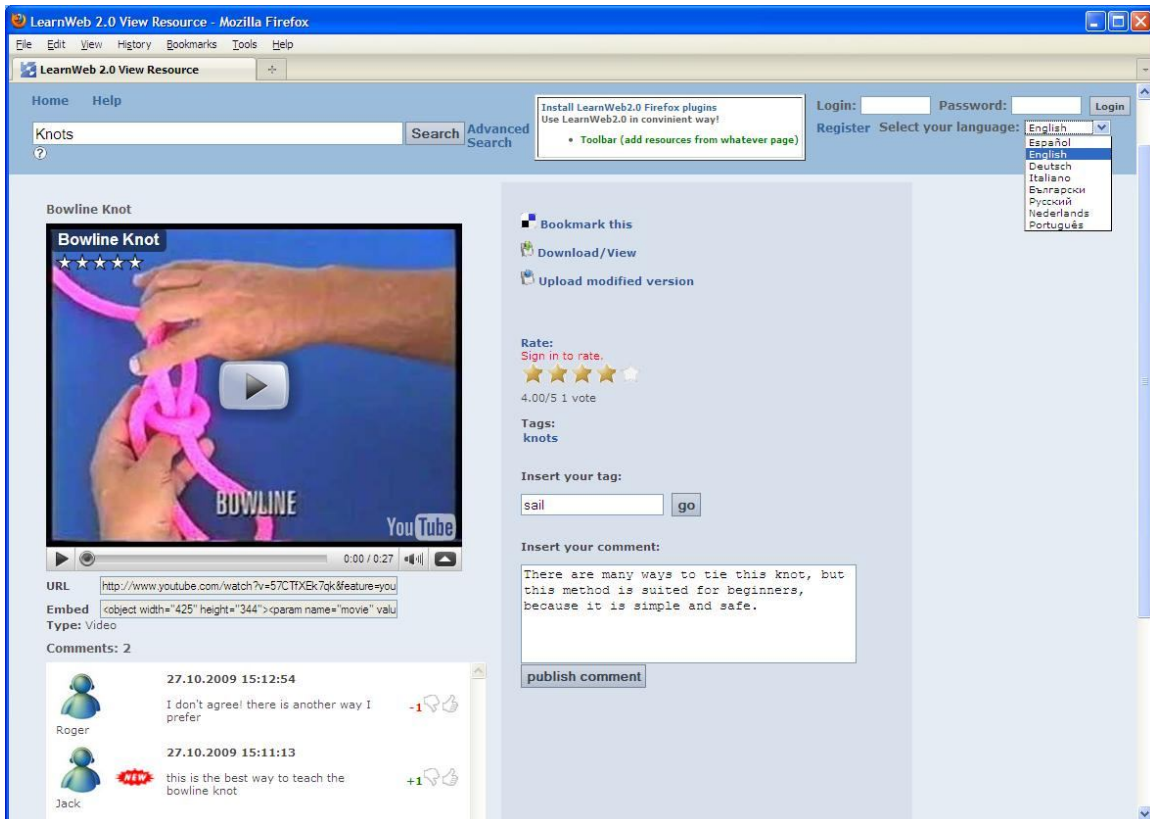 LearnWeb 2.0 View Resource - Mozilla Firefox
File Edit View History Bookmarks Tools Help
LearnWeb 2.0 View Resource
Home Help
Knots
Search
Advanced
Search
?
Install LearnWeb2.0 Firefox plugins
Use LearnWeb2.0 in convinient way!
• Toolbar (add resources from whatever page)
Login: Password: Login
Register Select your language: English
Español
English
Deutsch
Italiano
Български
Русский
Nederlands
Português
Bowline Knot
Bowline Knot
BOWLINE
YouTube
0:00 / 0:27
URL http://www.youtube.com/watch?v=57CTfXEk7qk&feature=you
Embed <object width="425" height="344"><param name="movie" valu
Type: Video
Comments: 2
27.10.2009 15:12:54
I don't agree! there is another way I
prefer
-1
Roger
27.10.2009 15:11:13
NEW
this is the best way to teach the
bowline knot
+1
Jack
Bookmark this
Download/View
Upload modified version
Rate:
Sign in to rate.
4.00/5 1 vote
Tags:
knots
Insert your tag:
sail
go
Insert your comment:
There are many ways to tie this knot, but
this method is suited for beginners,
because it is simple and safe.
publish comment